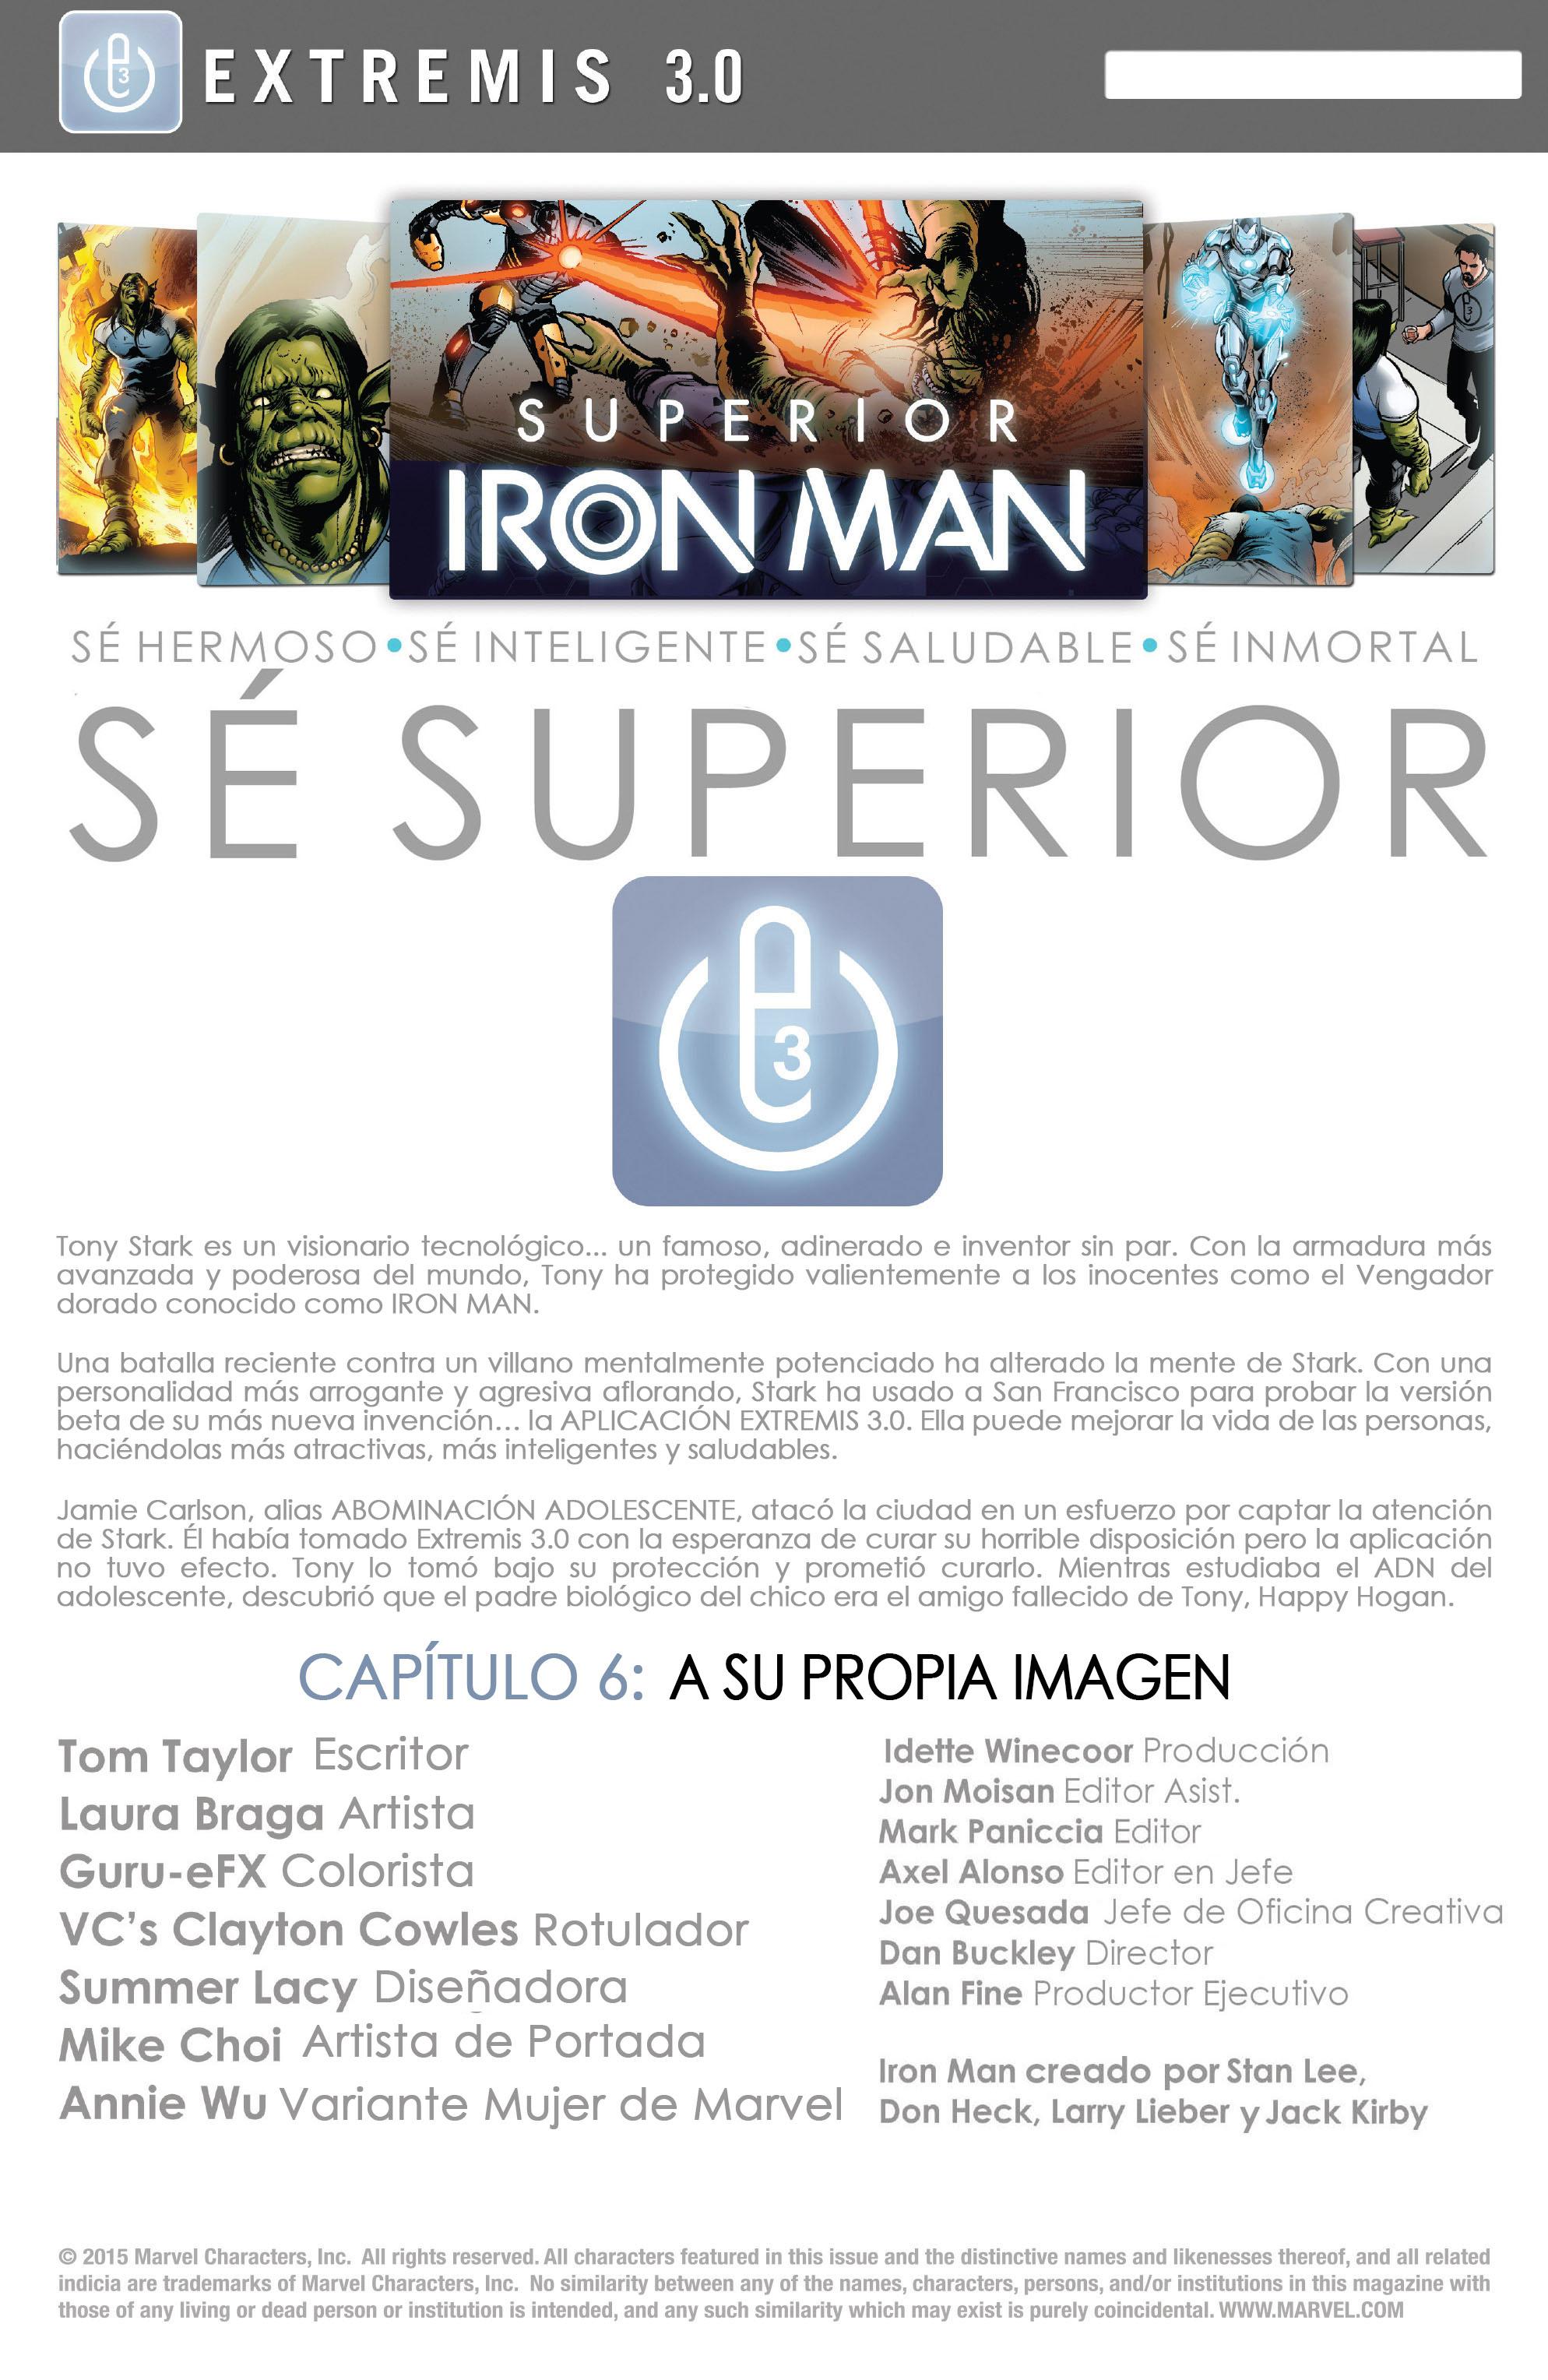 EXTREMIS 3.0
SUPERIOR
IRON MAN
SÉ HERMOSO•SÉ INTELIGENTE•SÉ SALUDABLE•SÉ INMORTAL
SÉ SUPERIOR
3
Tony Stark es un visionario tecnológico... un famoso, adinerado e inventor sin par. Con la armadura más
avanzada y poderosa del mundo, Tony ha protegido valientemente a los inocentes como el Vengador
dorado conocido como IRON MAN.
Una batalla reciente contra un villano mentalmente potenciado ha alterado la mente de Stark. Con una
personalidad más arrogante y agresiva aflorando, Stark ha usado a San Francisco para probar la versión
beta de su más nueva invención... la APLICACIÓN EXTREMIS 3.0. Ella puede mejorar la vida de las personas,
haciéndolas más atractivas, más inteligentes y saludables.
Jamie Carlson, alias ABOMINACIÓN ADOLESCENTE, atacó la ciudad en un esfuerzo por captar la atención
de Stark. Él había tomado Extremis 3.0 con la esperanza de curar su horrible disposición pero la aplicación
no tuvo efecto. Tony lo tomó bajo su protección y prometió curarlo. Mientras estudiaba el ADN del
adolescente, descubrió que el padre biológico del chico era el amigo fallecido de Tony, Happy Hogan.
CAPÍTULO 6: A SU PROPIA IMAGEN
Tom Taylor Escritor
Laura Braga Artista
Guru-eFX Colorista
VC's Clayton Cowles Rotulador
Summer Lacy Diseñadora
Mike Choi Artista de Portada
Annie Wu Variante Mujer de Marvel
Idette Winecoor Producción
Jon Moisan Editor Asist.
Mark Paniccia Editor
Axel Alonso Editor en Jefe
Joe Quesada Jefe de Oficina Creativa
Dan Buckley Director
Alan Fine Productor Ejecutivo
Iron Man creado por Stan Lee,
Don Heck, Larry Lieber y Jack Kirby
© 2015 Marvel Characters, Inc. All rights reserved. All characters featured in this issue and the distinctive names and likenesses thereof, and all related
indicia are trademarks of Marvel Characters, Inc. No similarity between any of the names, characters, persons, and/or institutions in this magazine with
those of any living or dead person or institution is intended, and any such similarity which may exist is purely coincidental. WWW.MARVEL.COM